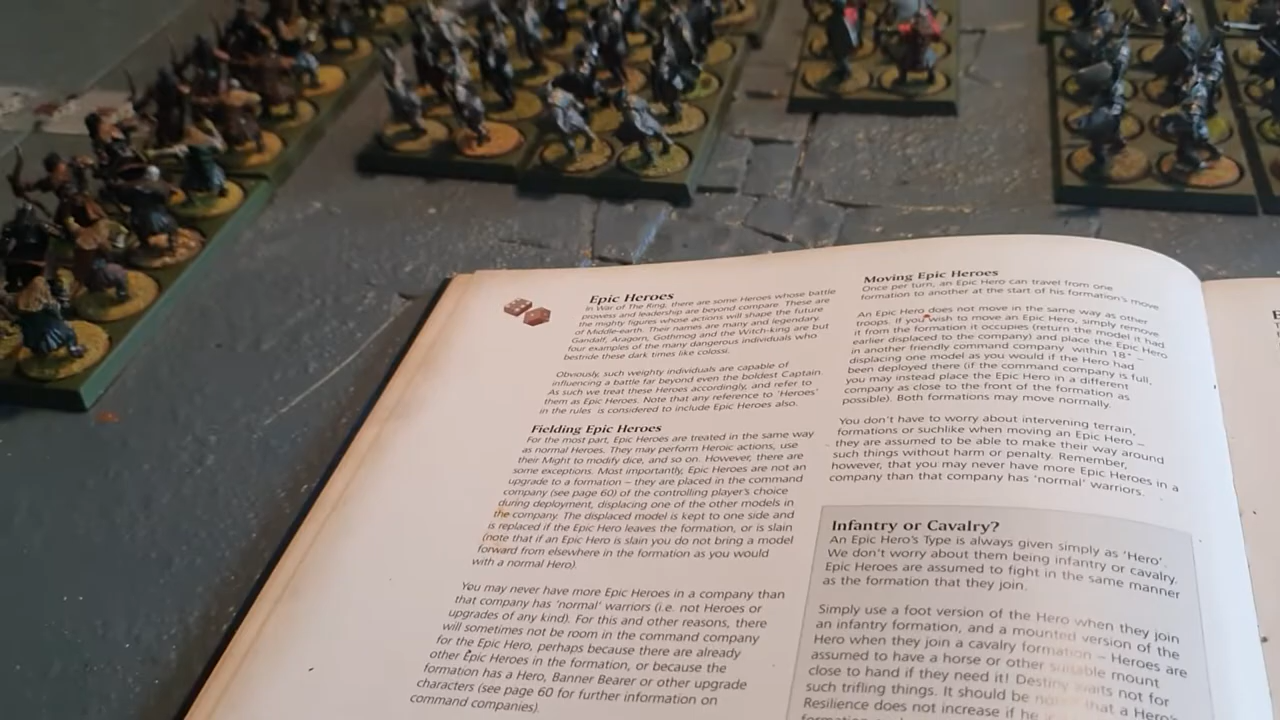 Epic Heroes
In War of The Ring, there are some Heroes whose battle
prowess and leadership are beyond compare. These are
the mighty figures whose actions will shape the future
of Middle-earth. Their names are many and legendary.
Gandalf, Aragorn, Gothmog and the Witch-king are but
four examples of the many dangerous individuals who
bestride these dark times like colossi.
Obviously, such weighty individuals are capable of
influencing a battle far beyond even the boldest Captain.
As such we treat these Heroes accordingly, and refer to
them as Epic Heroes. Note that any reference to 'Heroes'
in the rules is considered to include Epic Heroes also.
Fielding Epic Heroes
For the most part, Epic Heroes are treated in the same way
as normal Heroes. They may perform Heroic actions, use
their Might to modify dice, and so on. However, there are
some exceptions. Most importantly, Epic Heroes are not an
upgrade to a formation – they are placed in the command
company (see page 60) of the controlling player's choice
during deployment, displacing one of the other models in
the company. The displaced model is kept to one side and
is replaced if the Epic Hero leaves the formation, or is slain
(note that if an Epic Hero is slain you do not bring a model
forward from elsewhere in the formation as you would
with a normal Hero).
You may never have more Epic Heroes in a company than
that company has 'normal' warriors (i.e. not Heroes or
upgrades of any kind). For this and other reasons, there
will sometimes not be room in the command company
for the Epic Hero, perhaps because there are already
other Epic Heroes in the formation, or because the
formation has a Hero, Banner Bearer or other upgrade
characters (see page 60 for further information on
command companies).
Moving Epic Heroes
Once per turn, an Epic Hero can travel from one
formation to another at the start of his formation's move
An Epic Hero does not move in the same way as other
troops. If you wish to move an Epic Hero, simply remove
it from the formation it occupies (return the model it had
earlier displaced to the company) and place the Epic Hero
in another friendly command company within 18" –
displacing one model as you would if the Hero had
been deployed there (if the command company is full,
you may instead place the Epic Hero in a different
company as close to the front of the formation as
possible). Both formations may move normally.
You don't have to worry about intervening terrain,
formations or suchlike when moving an Epic Hero –
they are assumed to be able to make their way around
such things without harm or penalty. Remember,
however, that you may never have more Epic Heroes in a
company than that company has 'normal' warriors.
Infantry or Cavalry?
An Epic Hero's Type is always given simply as 'Hero'.
We don't worry about them being infantry or cavalry.
Epic Heroes are assumed to fight in the same manner
as the formation that they join.
Simply use a foot version of the Hero when they join
an infantry formation, and a mounted version of the
Hero when they join a cavalry formation – Heroes are
assumed to have a horse or other suitable mount
close to hand if they need it! Destiny waits not for
such trifling things. It should be noted that a Hero's
Resilience does not increase if he